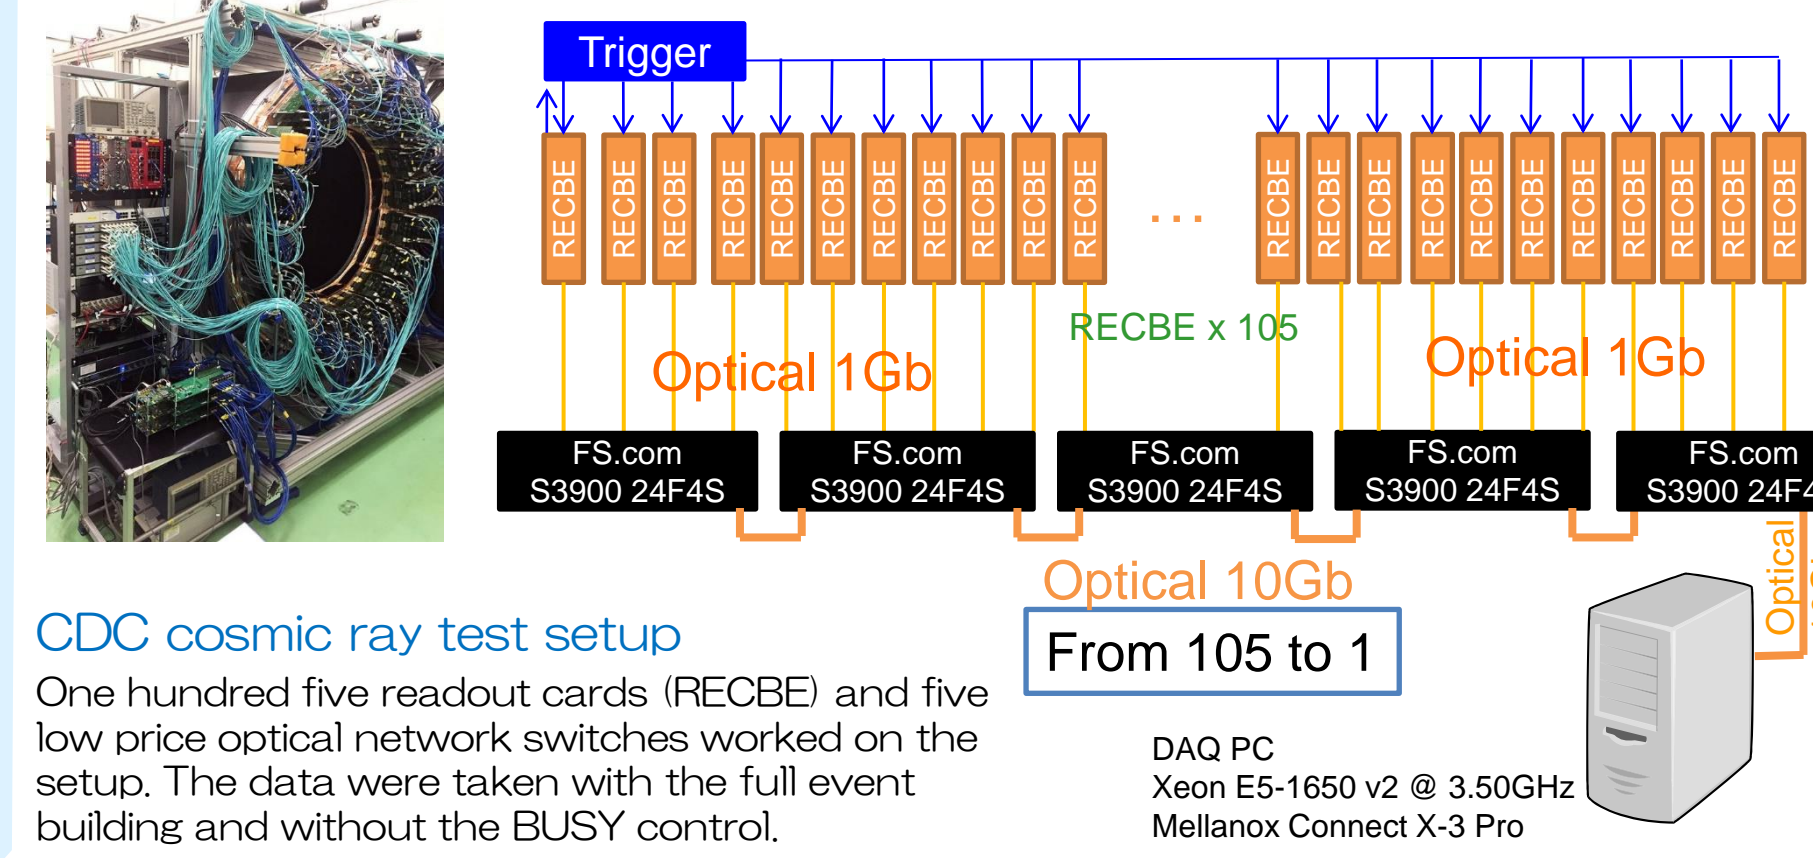 Trigger
RECBE RECBE RECBE RECBE RECBE RECBE RECBE RECBE RECBE RECBE RECBE ... RECBE RECBE RECBE RECBE RECBE RECBE RECBE RECBE RECBE RECBE RECBE
RECBE x 105
Optical 1Gb
Optical 1Gb
FS.com
S3900 24F4S
FS.com
S3900 24F4S
FS.com
S3900 24F4S
FS.com
S3900 24F4S
FS.com
S3900 24F4
Optical
Optical 10Gb
From 105 to 1
CDC cosmic ray test setup
One hundred five readout cards (RECBE) and five
low price optical network switches worked on the
setup. The data were taken with the full event
building and without the BUSY control.
DAQ PC
Xeon E5-1650 v2 @ 3.50GHz
Mellanox Connect X-3 Pro